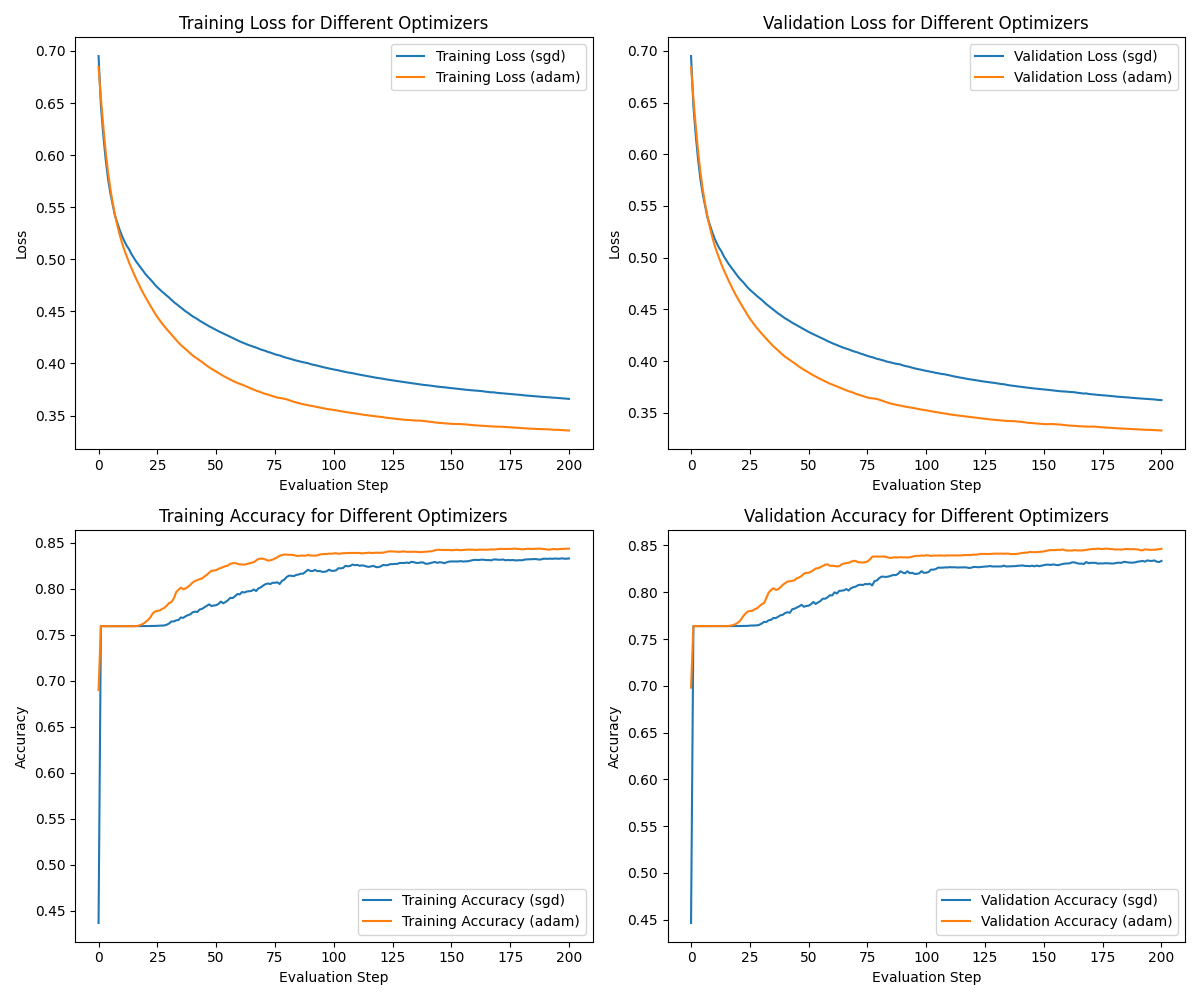 Training Loss for Different Optimizers
Loss
0.70
0.65
0.60
0.55
0.50
0.45
0.40
0.35
Training Loss (sgd)
Training Loss (adam)
0 25 50 75 100 125 150 175 200
Evaluation Step
Validation Loss for Different Optimizers
Loss
0.70
0.65
0.60
0.55
0.50
0.45
0.40
0.35
Validation Loss (sgd)
Validation Loss (adam)
0 25 50 75 100 125 150 175 200
Evaluation Step
Training Accuracy for Different Optimizers
Accuracy
0.85
0.80
0.75
0.70
0.65
0.60
0.55
0.50
0.45
Training Accuracy (sgd)
Training Accuracy (adam)
0 25 50 75 100 125 150 175 200
Evaluation Step
Validation Accuracy for Different Optimizers
Accuracy
0.85
0.80
0.75
0.70
0.65
0.60
0.55
0.50
0.45
Validation Accuracy (sgd)
Validation Accuracy (adam)
0 25 50 75 100 125 150 175 200
Evaluation Step